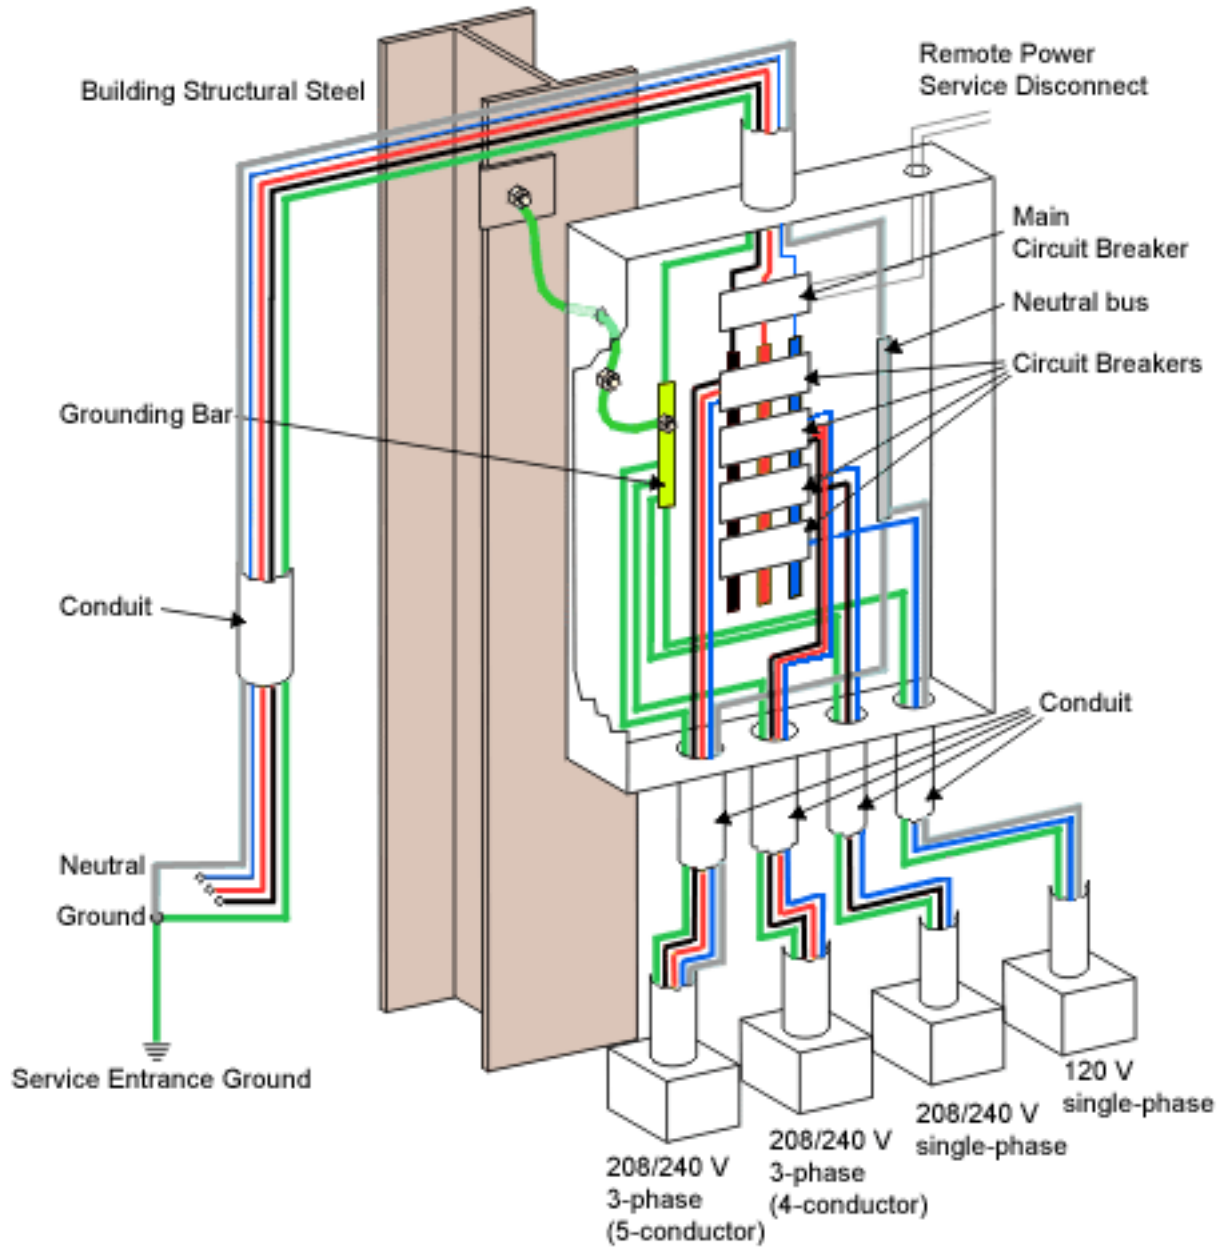 Building Structural Steel
Remote Power
Service Disconnect
Main
Circuit Breaker
Neutral bus
Circuit Breakers
Grounding Bar
Conduit
Conduit
Neutral
Ground
Service Entrance Ground
208/240 V
3-phase
(5-conductor)
208/240 V
3-phase
(4-conductor)
208/240 V
single-phase
120 V
single-phase